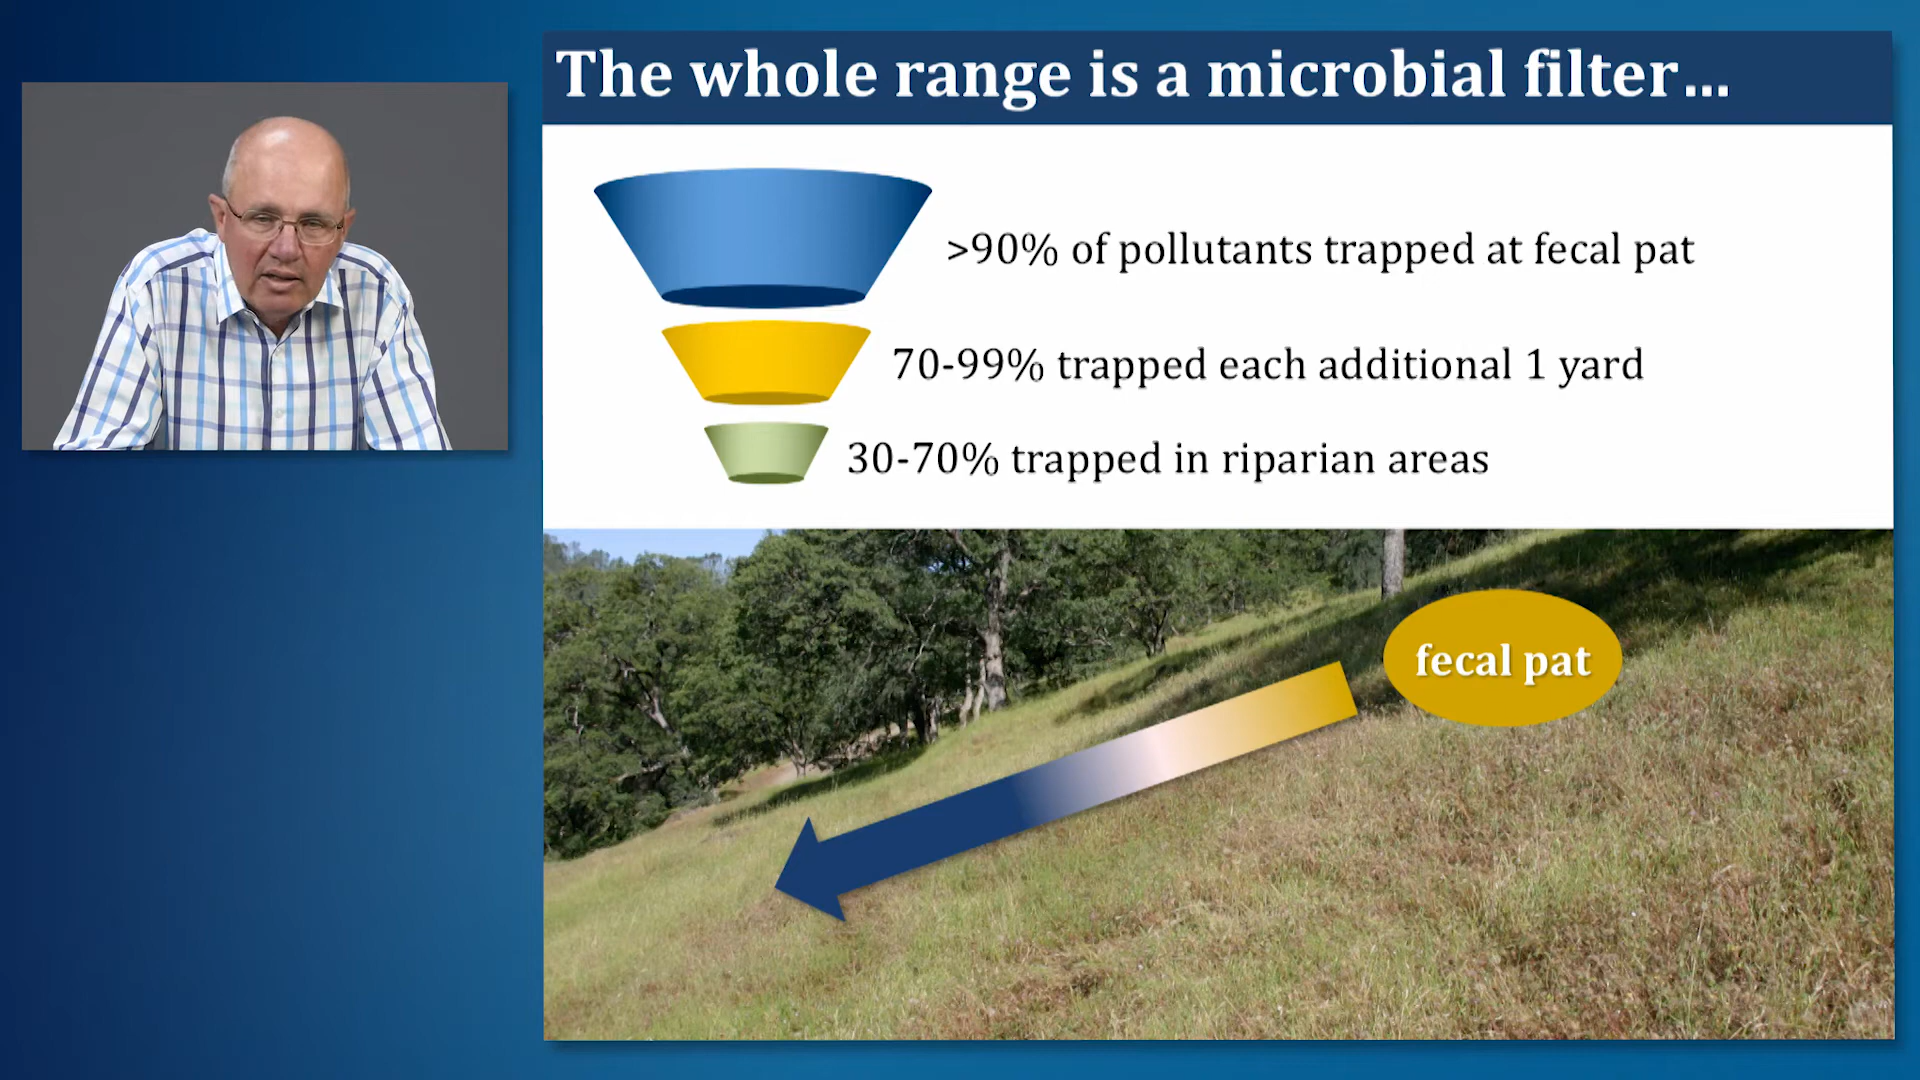 The whole range is a microbial filter...
>90% of pollutants trapped at fecal pat
70-99% trapped each additional 1 yard
30-70% trapped in riparian areas
fecal pat